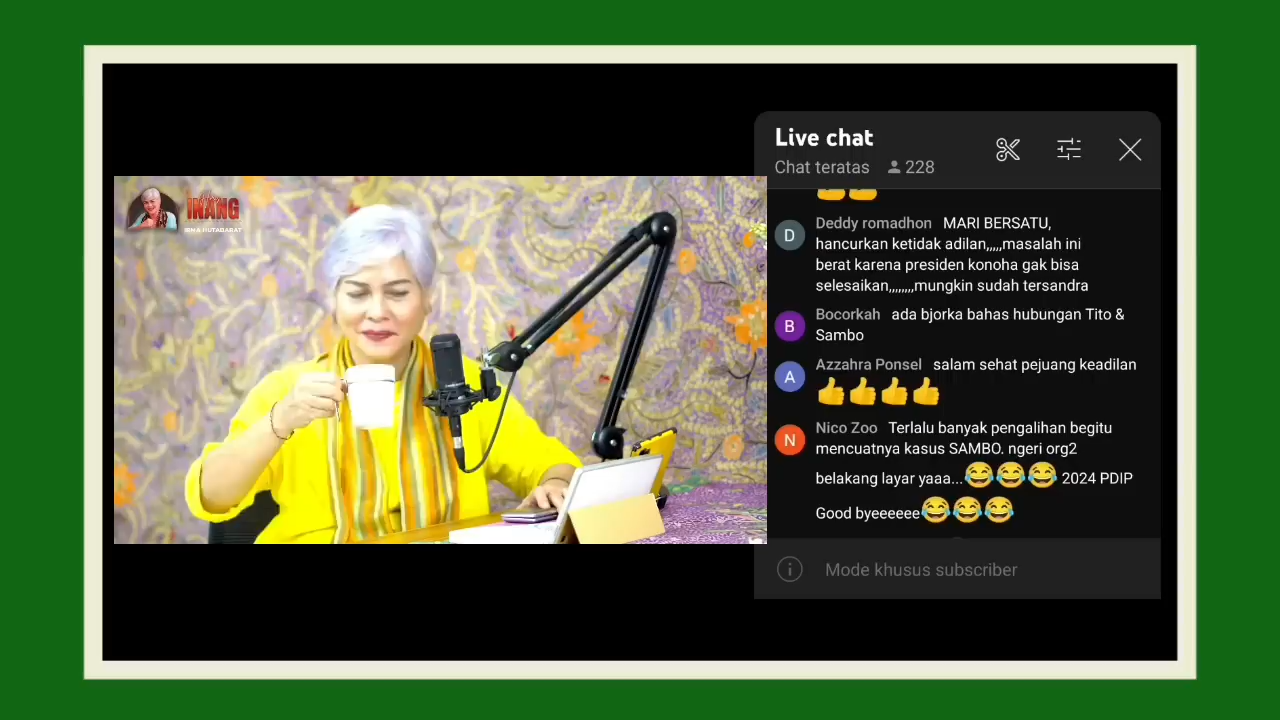 INANG
IRMA HUTABARAT
Live chat
Chat teratas 228
D
Deddy romadhon MARI BERSATU,
hancurkan ketidak adilan,,,,,masalah ini
berat karena presiden konoha gak bisa
selesaikan,,,,,,,,mungkin sudah tersandra
B
Bocorkah ada bjorka bahas hubungan Tito &
Sambo
A
Azzahra Ponsel salam sehat pejuang keadilan
👍👍👍👍
N
Nico Zoo Terlalu banyak pengalihan begitu
mencuatnya kasus SAMBO. ngeri org2
belakang layar yaaa...😂😂😂 2024 PDIP
Good byeeeeee😂😂😂
Mode khusus subscriber